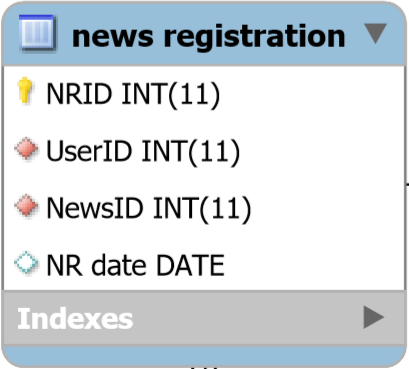 news registration
NRID INT(11)
UserID INT(11)
NewsID INT(11)
NR date DATE
Indexes